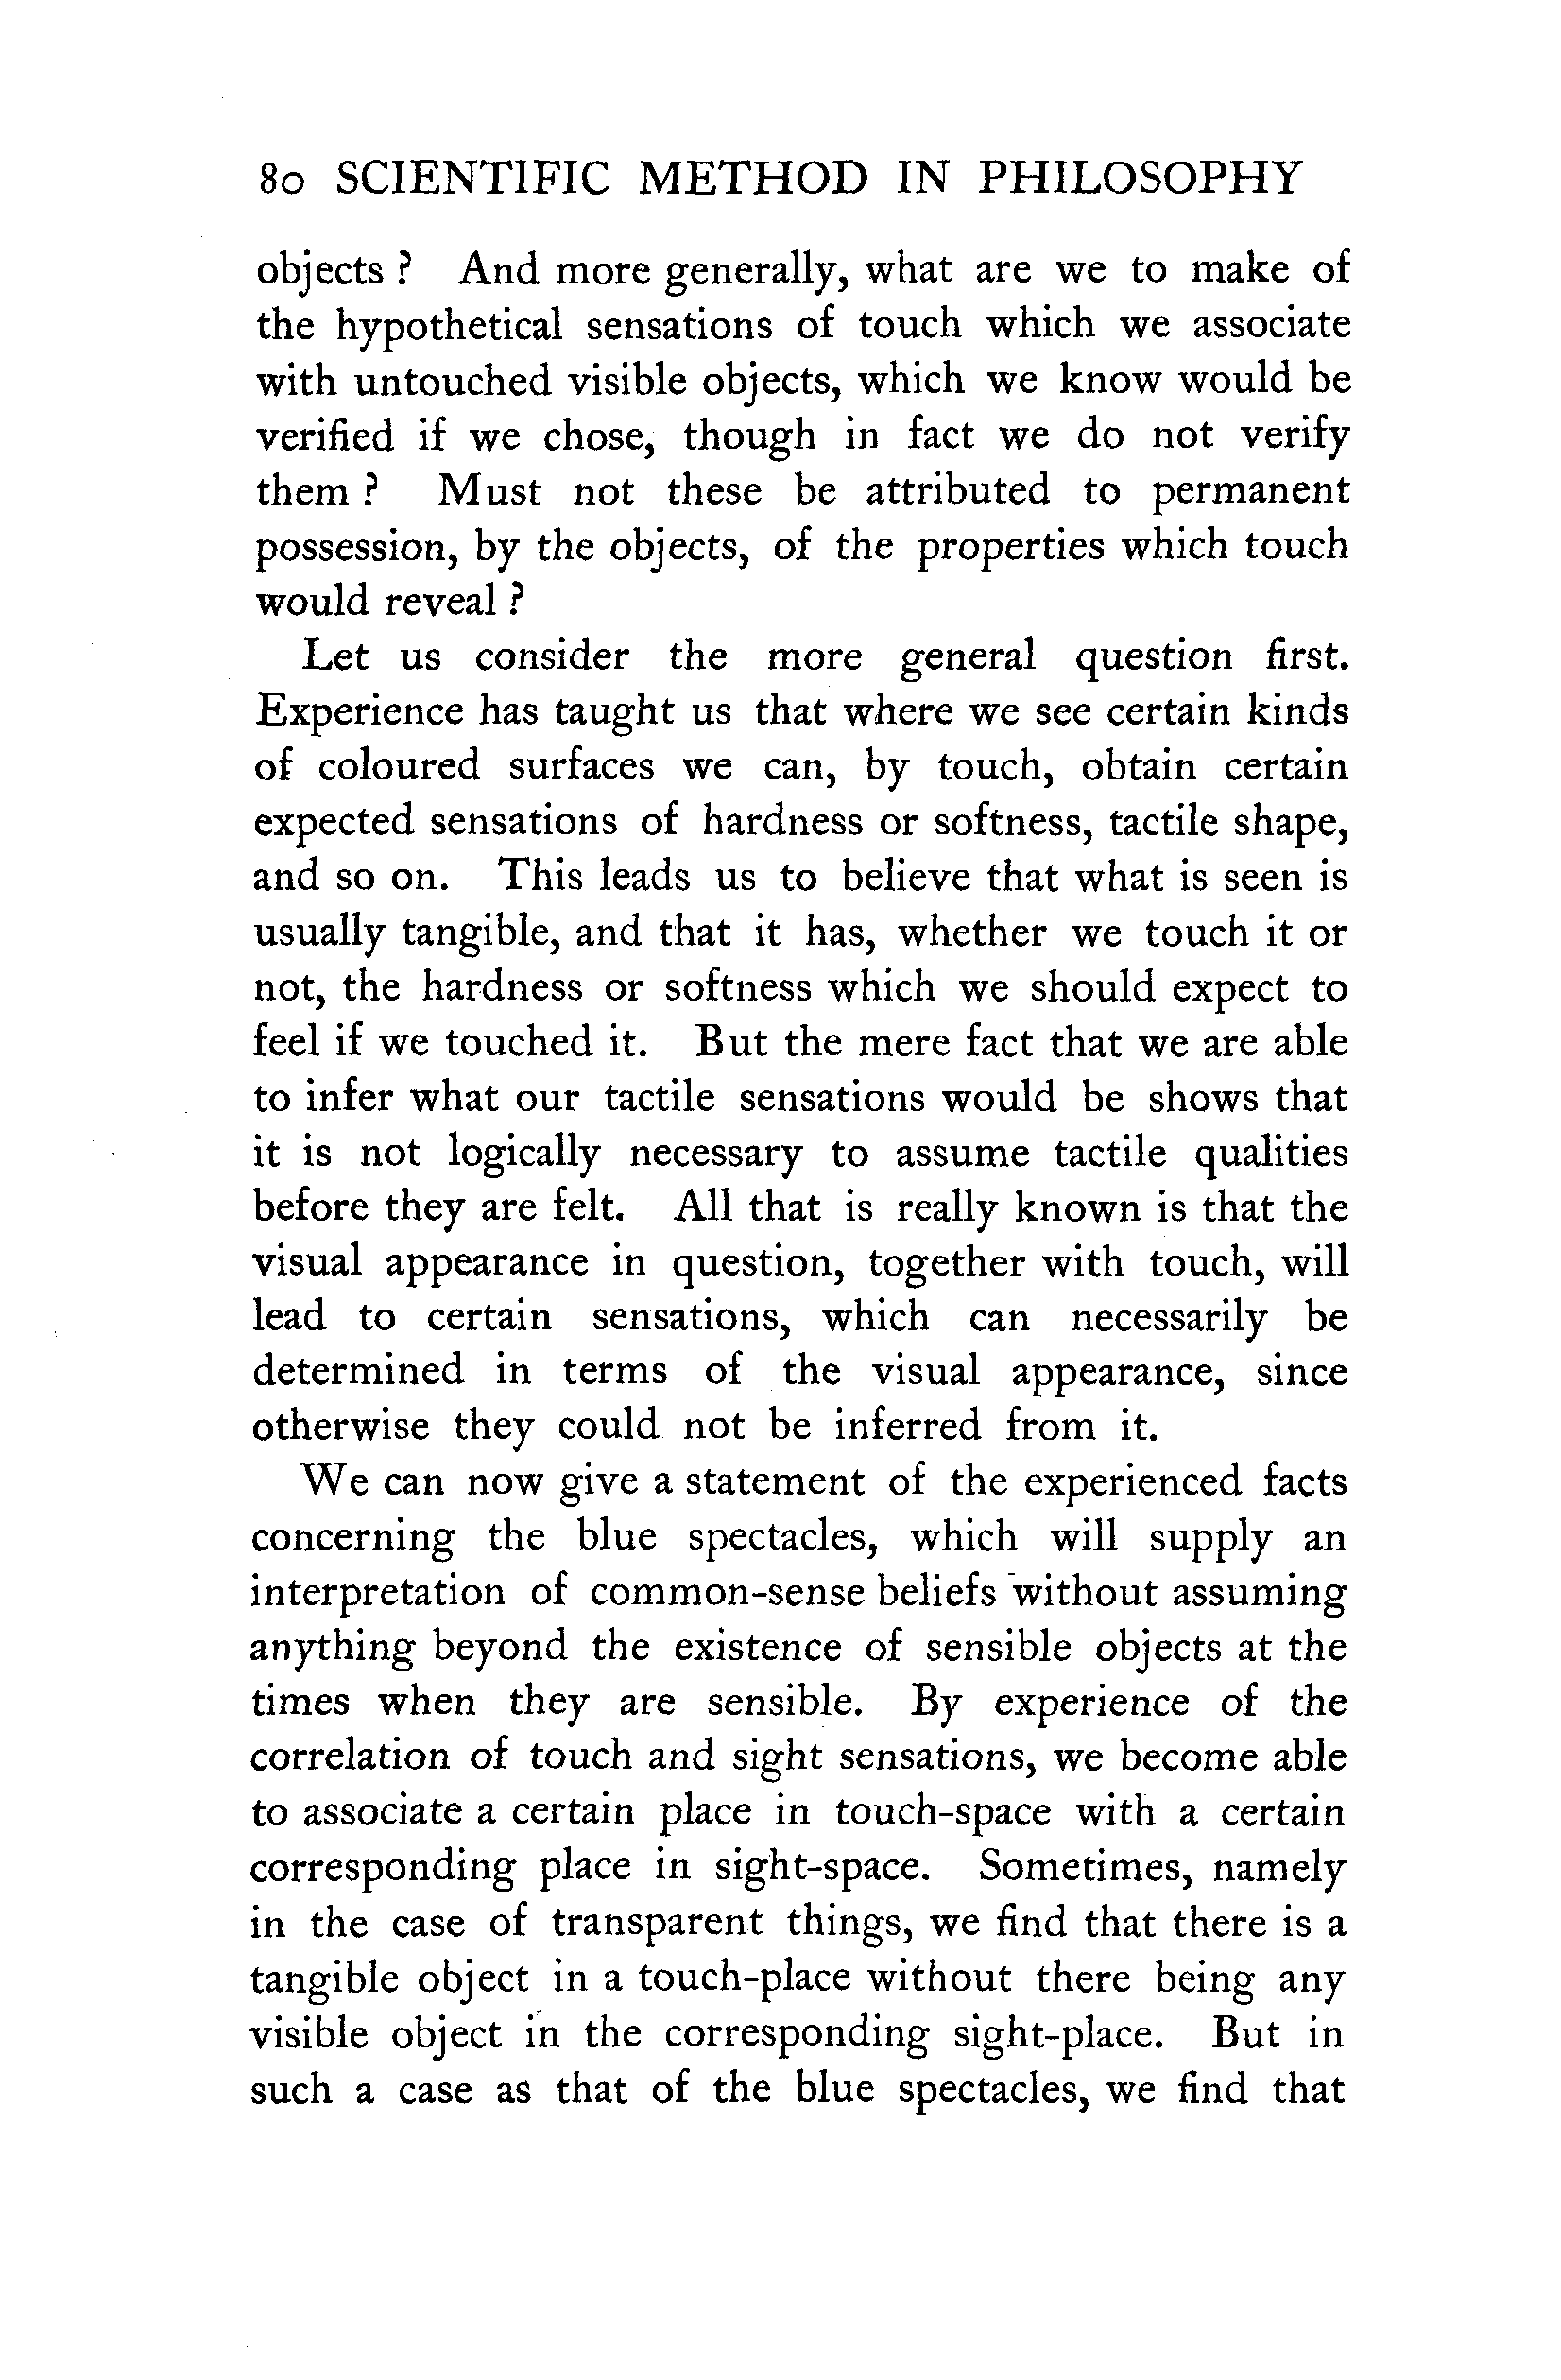 80 SCIENTIFIC METHOD IN PHILOSOPHY
objects ? And more generally, what are we to make of
the hypothetical sensations of touch which we associate
with untouched visible objects, which we know would be
verified if we chose, though in fact we do not verify
them ? Must not these be attributed to permanent
possession, by the objects, of the properties which touch
would reveal ?
Let us consider the more general question first.
Experience has taught us that where we see certain kinds
of coloured surfaces we can, by touch, obtain certain
expected sensations of hardness or softness, tactile shape,
and so on. This leads us to believe that what is seen is
usually tangible, and that it has, whether we touch it or
not, the hardness or softness which we should expect to
feel if we touched it. But the mere fact that we are able
to infer what our tactile sensations would be shows that
it is not logically necessary to assume tactile qualities
before they are felt. All that is really known is that the
visual appearance in question, together with touch, will
lead to certain sensations, which can necessarily be
determined in terms of the visual appearance, since
otherwise they could not be inferred from it.
We can now give a statement of the experienced facts
concerning the blue spectacles, which will supply an
interpretation of common-sense beliefs without assuming
anything beyond the existence of sensible objects at the
times when they are sensible. By experience of the
correlation of touch and sight sensations, we become able
to associate a certain place in touch-space with a certain
corresponding place in sight-space. Sometimes, namely
in the case of transparent things, we find that there is a
tangible object in a touch-place without there being any
visible object in the corresponding sight-place. But in
such a case as that of the blue spectacles, we find that